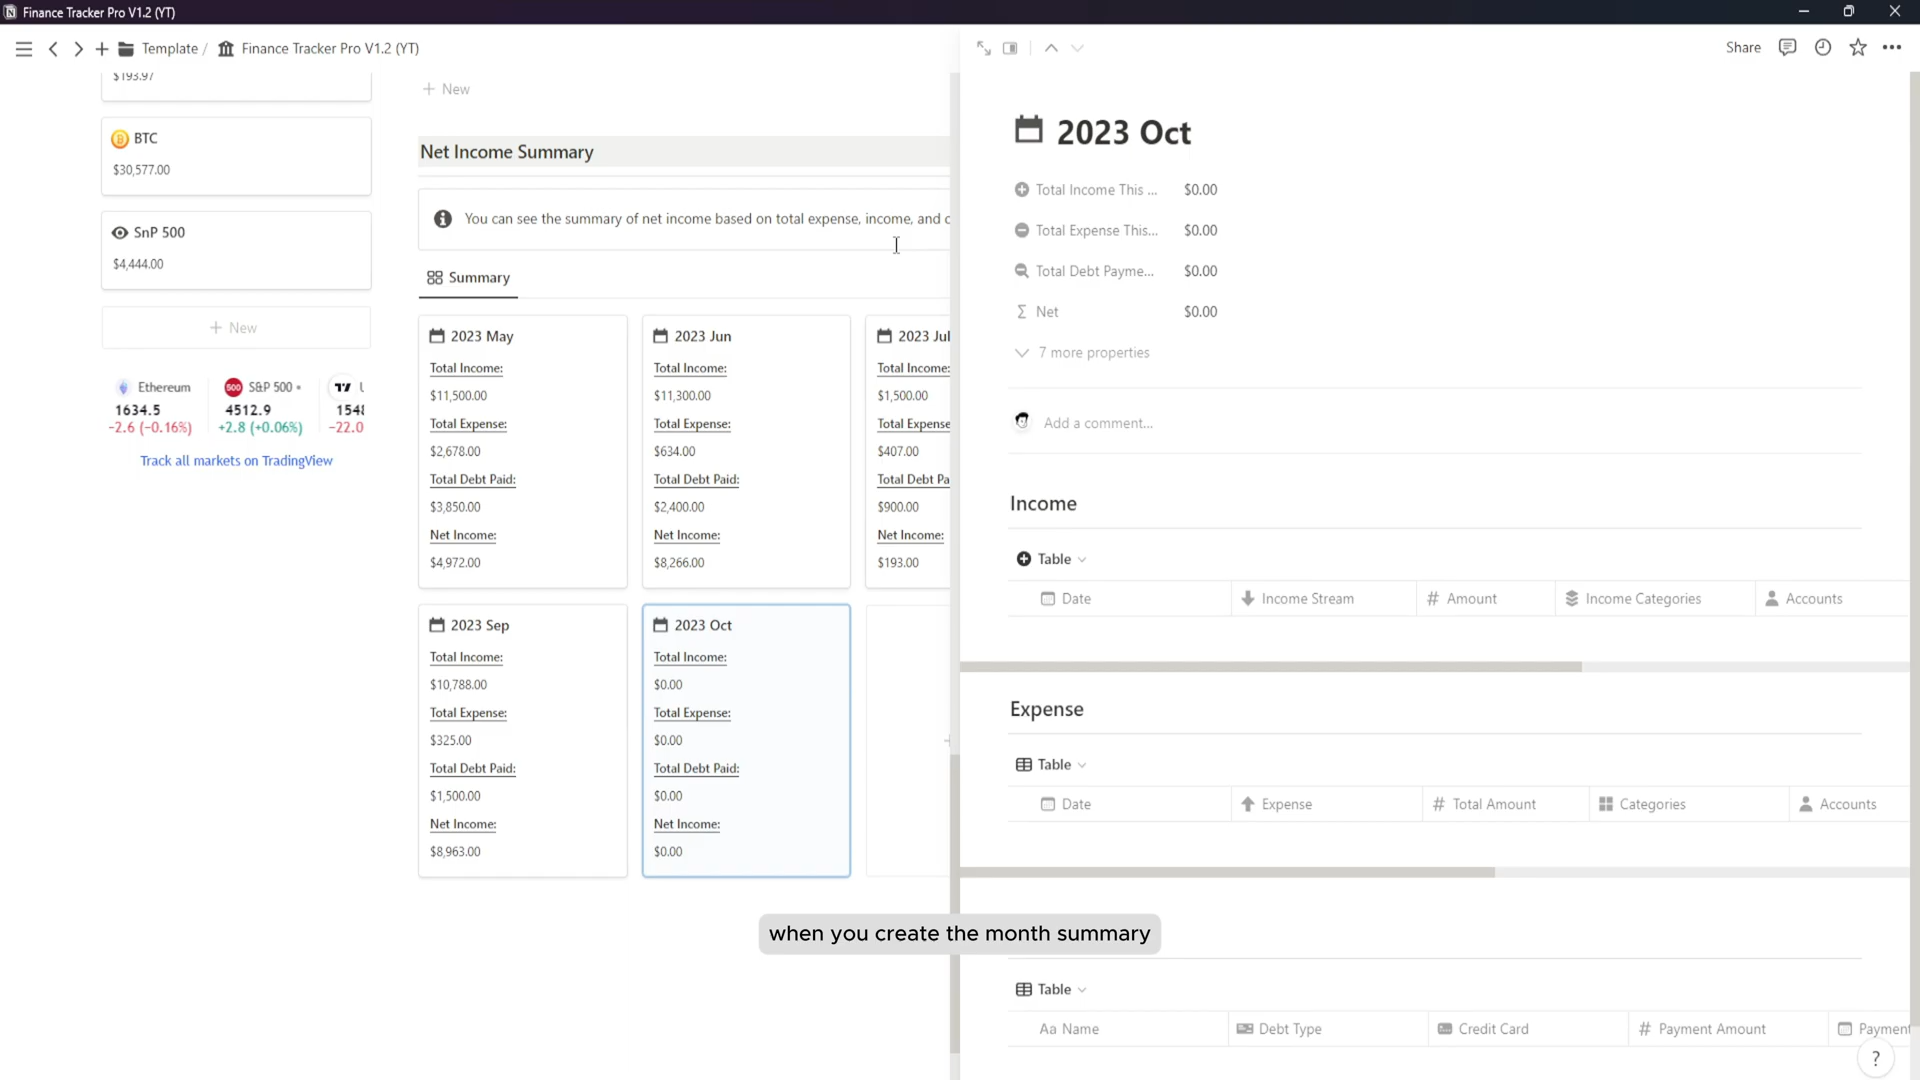 Finance Tracker Pro V1.2 (YT)
Template / Finance Tracker Pro V1.2 (YT)
Share
$193.97
BTC
$30,577.00
SnP 500
$4,444.00
+ New
Ethereum
1634.5
-2.6 (-0.16%)
S&P 500
4512.9
+2.8 (+0.06%)
U
1548
-22.0
Track all markets on TradingView
+ New
Net Income Summary
You can see the summary of net income based on total expense, income, and
Summary
2023 May
Total Income:
$11,500.00
Total Expense:
$2,678.00
Total Debt Paid:
$3,850.00
Net Income:
$4,972.00
2023 Jun
Total Income:
$11,300.00
Total Expense:
$634.00
Total Debt Paid:
$2,400.00
Net Income:
$8,266.00
2023 Jul
Total Income:
$1,500.00
Total Expense
$407.00
Total Debt Pa
$900.00
Net Income:
$193.00
2023 Sep
Total Income:
$10,788.00
Total Expense:
$325.00
Total Debt Paid:
$1,500.00
Net Income:
$8,963.00
2023 Oct
Total Income:
$0.00
Total Expense:
$0.00
Total Debt Paid:
$0.00
Net Income:
$0.00
2023 Oct
Total Income This ... $0.00
Total Expense This... $0.00
Total Debt Payme... $0.00
Net $0.00
7 more properties
Add a comment...
Income
Table
Date Income Stream # Amount Income Categories Accounts
Expense
Table
Date Expense # Total Amount Categories Accounts
when you create the month summary
Table
Aa Name Debt Type Credit Card # Payment Amount Payment
?